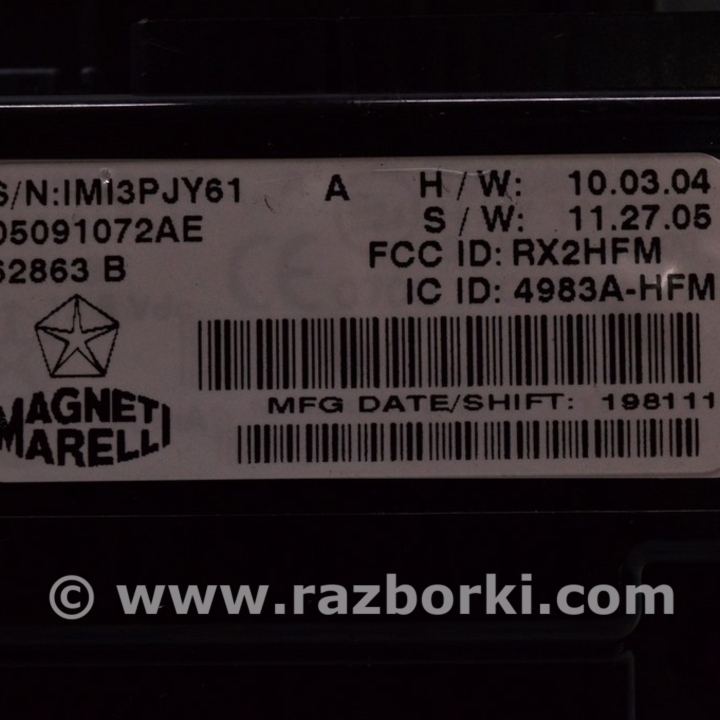 S/N:IMI3PJY61 A H/W: 10.03.04
05091072AE S/W: 11.27.05
62863 B FCC ID: RX2HFM
IC ID: 4983A-HFM
MAGNETI
MARELLI
MFG DATE/SHIFT: 198111
© www.razborki.com